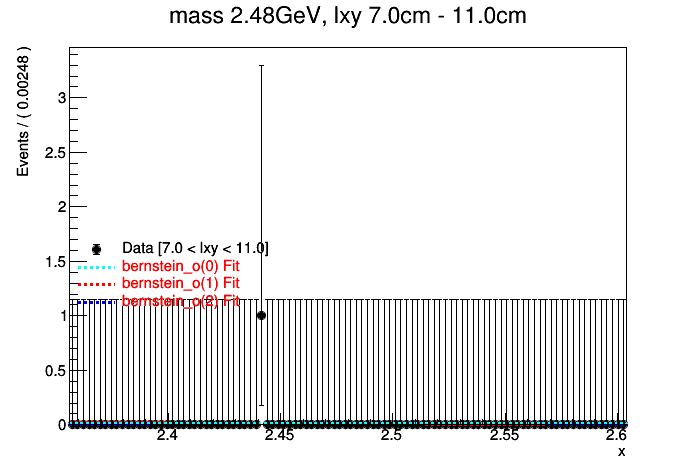 mass 2.48GeV, lxy 7.0cm - 11.0cm
Events / ( 0.00248 )
3
2.5
2
Data [7.0 < lxy < 11.0]
1.5
bernstein_o(0) Fit
bernstein_o(1) Fit
bernstein_o(2) Fit
1
0.5
0
2.4 2.45 2.5 2.55 2.6
x